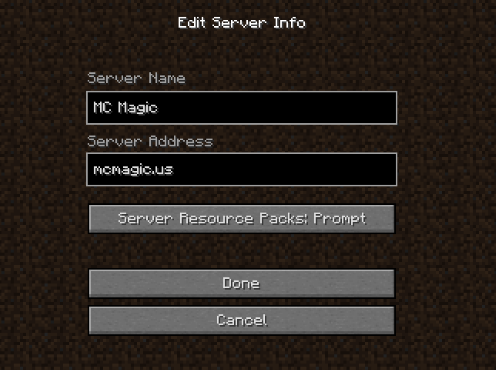 Edit Server Info
Server Name
MC Magic
Server Address
mcmagic.us
Server Resource Packs: Prompt
Done
Cancel